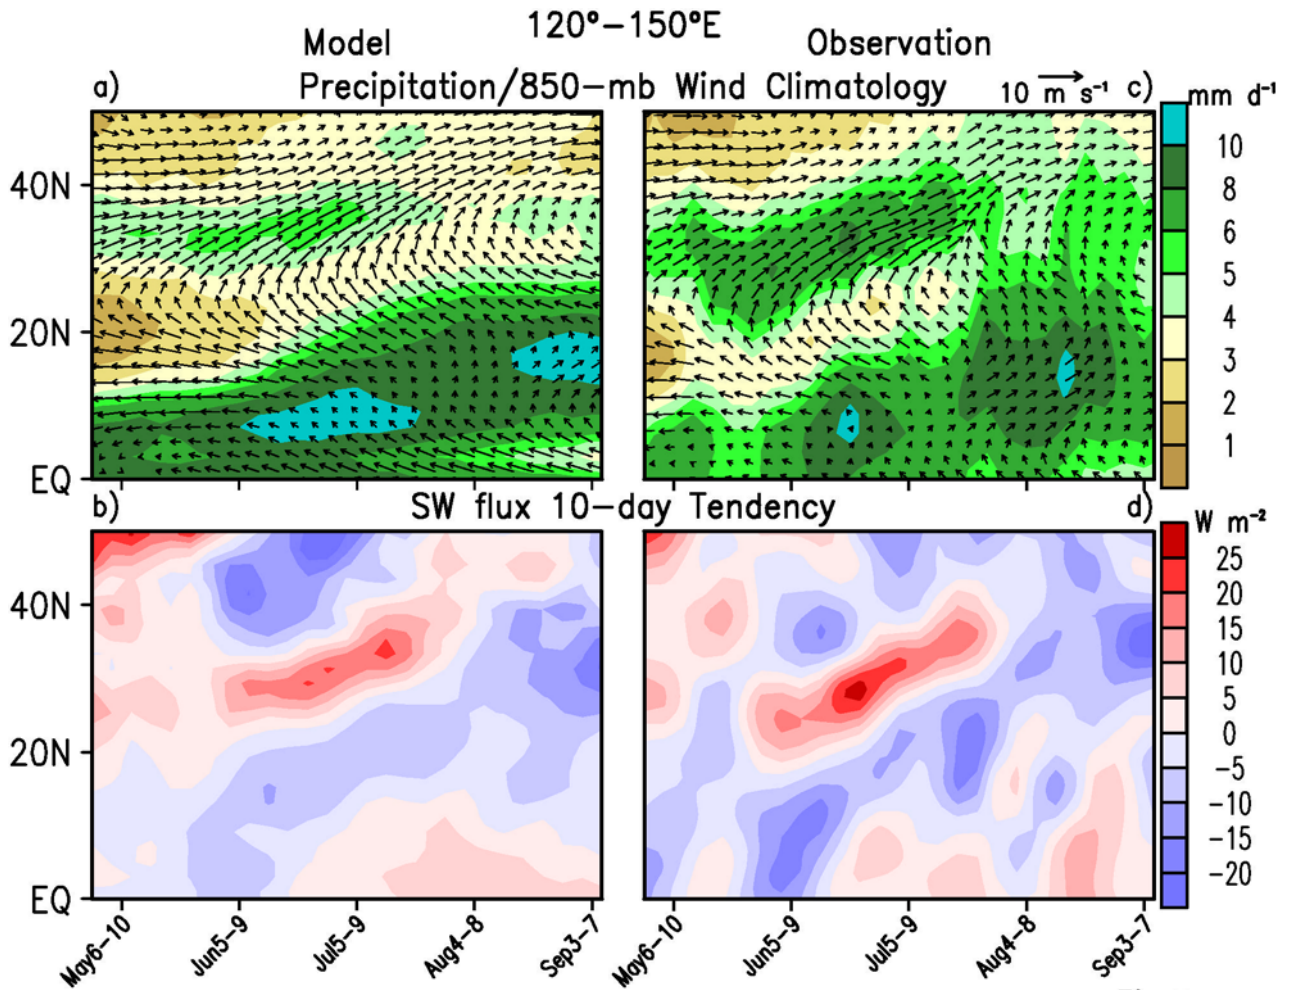 120°–150°E
Model Observation
a) Precipitation/850–mb Wind Climatology 10 m s⁻¹ c) mm d⁻¹
40N
20N
EQ
10
8
6
5
4
3
2
1
b) SW flux 10–day Tendency d) W m⁻²
40N
20N
EQ
25
20
15
10
5
0
−5
−10
−15
−20
May6–10 Jun5–9 Jul5–9 Aug4–8 Sep3–7 May6–10 Jun5–9 Jul5–9 Aug4–8 Sep3–7